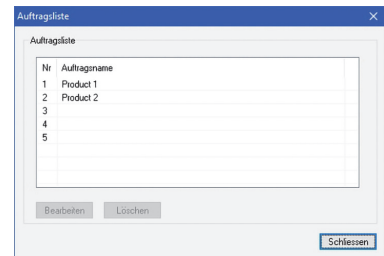 Auftragsliste
Auftragsliste
Nr Auftragsname
1 Product 1
2 Product 2
3
4
5
Bearbeiten Löschen
Schliessen